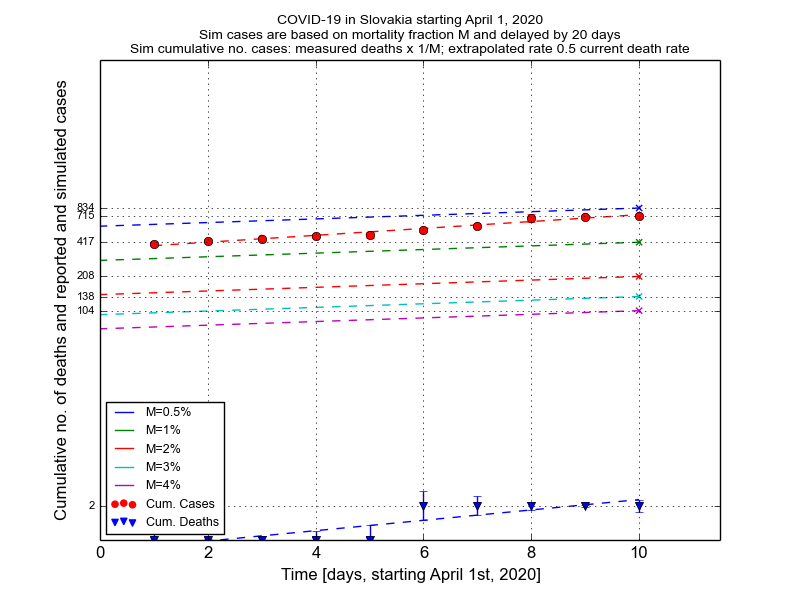 COVID-19 in Slovakia starting April 1, 2020
Sim cases are based on mortality fraction M and delayed by 20 days
Sim cumulative no. cases: measured deaths x 1/M; extrapolated rate 0.5 current death rate
Cumulative no. of deaths and reported and simulated cases
834
715
417
208
138
104
2
M=0.5%
M=1%
M=2%
M=3%
M=4%
Cum. Cases
Cum. Deaths
0 2 4 6 8 10
Time [days, starting April 1st, 2020]